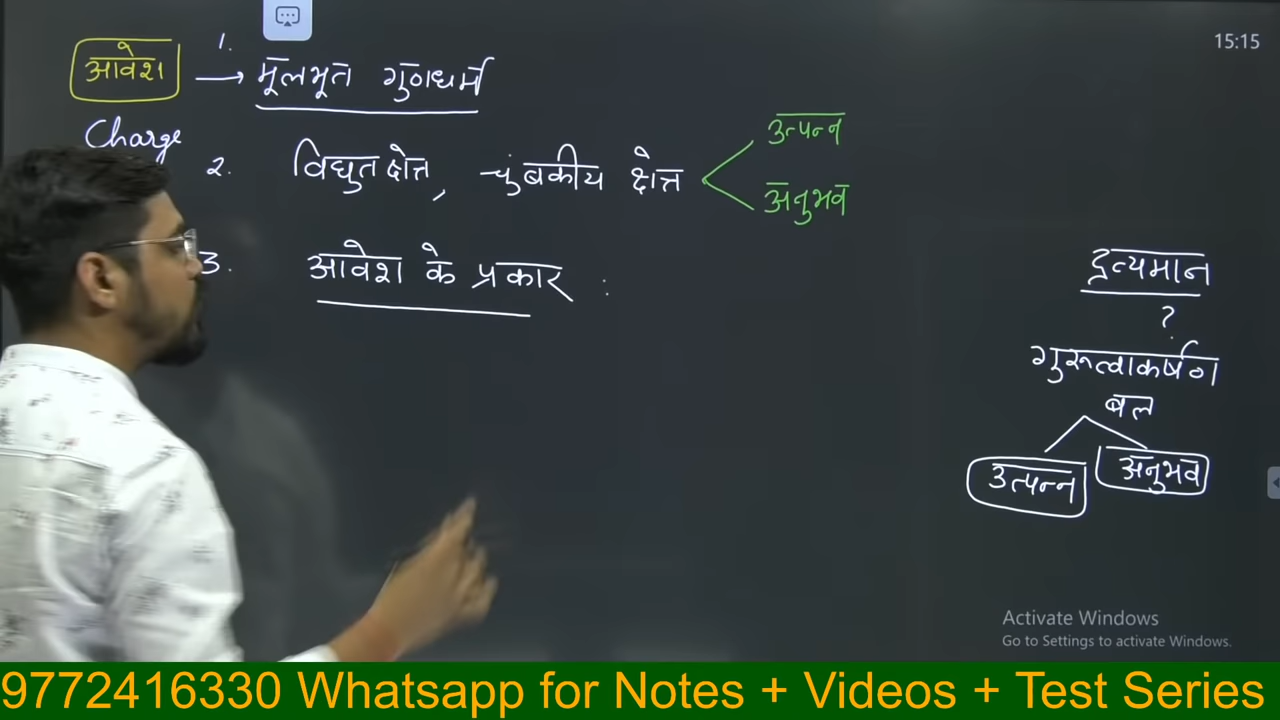 15:15
1.
आवेश → मूलभूत गुणधर्म
Charge
2. विद्युत क्षेत्र, चुंबकीय क्षेत्र
उत्पन्न
अनुभव
3. आवेश के प्रकार :
द्रव्यमान
?
गुरुत्वाकर्षण
बल
उत्पन्न अनुभव
Activate Windows
Go to Settings to activate Windows.
9772416330 Whatsapp for Notes + Videos + Test Series